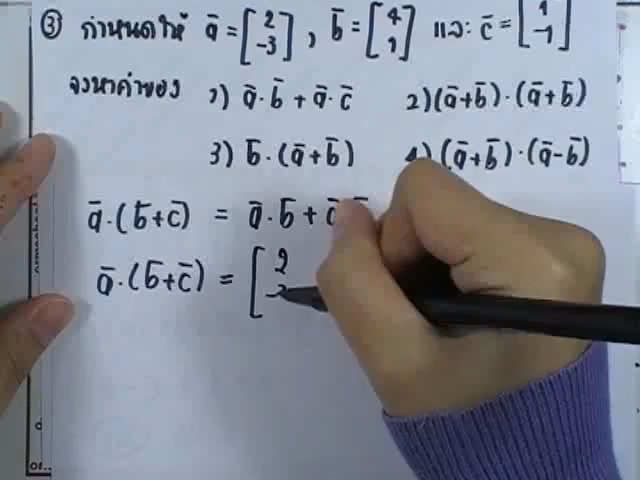 ③ กำหนดให้ ā = [2 -3], b̄ = [4 1] และ c̄ = [1 -1]
จงหาค่าของ 1) ā·b̄ + ā·c̄ 2) (ā+b̄)·(ā+b̄)
3) b̄·(ā+b̄) 4) (ā+b̄)·(ā-b̄)
ā·(b̄+c̄) = ā·b̄ +
ā·(b̄+c̄) = [2